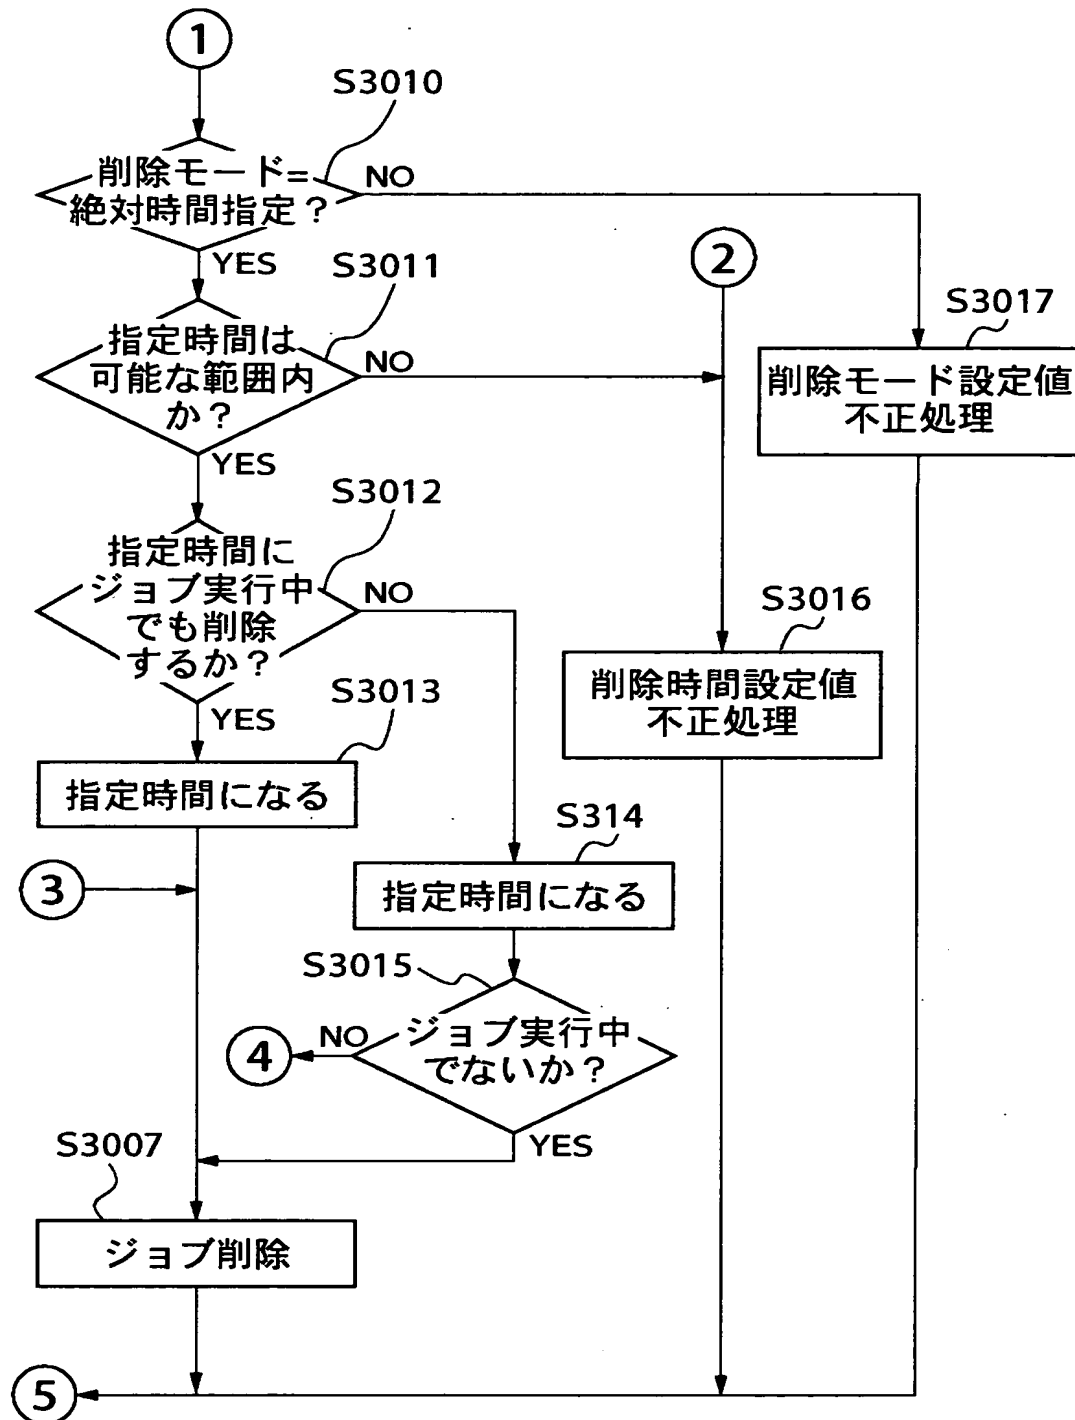 1
S3010
削除モード=
絶対時間指定？
NO
YES
S3011
2
指定時間は
可能な範囲内
か？
NO
YES
S3017
削除モード設定値
不正処理
S3012
指定時間に
ジョブ実行中
でも削除
するか？
NO
YES
S3016
削除時間設定値
不正処理
S3013
指定時間になる
S314
指定時間になる
3
S3015
ジョブ実行中
でないか？
NO
4
YES
S3007
ジョブ削除
5